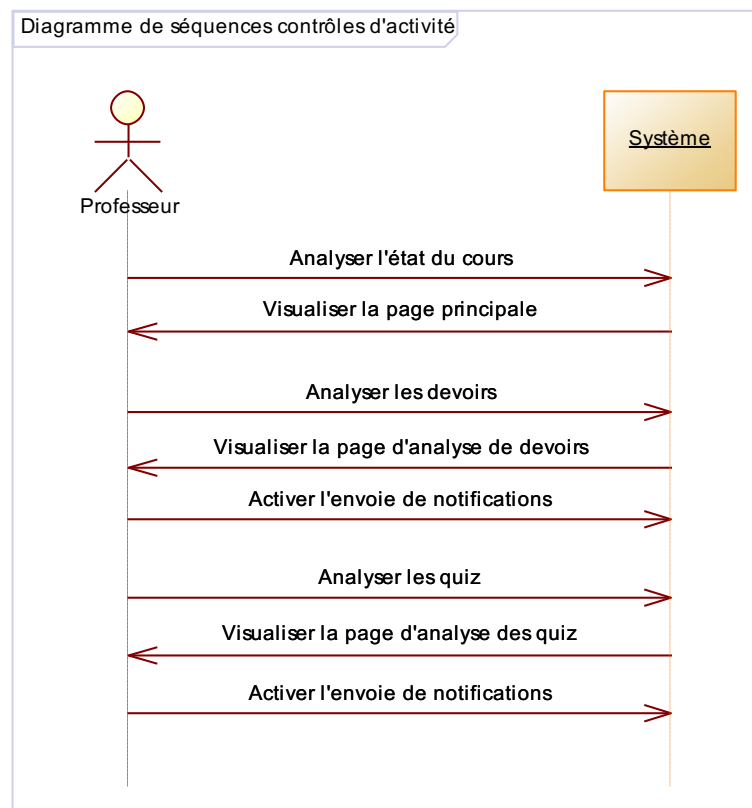 Diagramme de séquences contrôles d'activité
Système
Professeur
Analyser l'état du cours
Visualiser la page principale
Analyser les devoirs
Visualiser la page d'analyse de devoirs
Activer l'envoie de notifications
Analyser les quiz
Visualiser la page d'analyse des quiz
Activer l'envoie de notifications